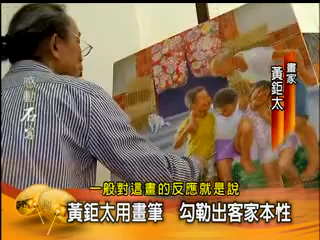 畫家
黃鉅太
一般對這畫的反應就是說
黃鉅太用畫筆 勾勒出客家本性